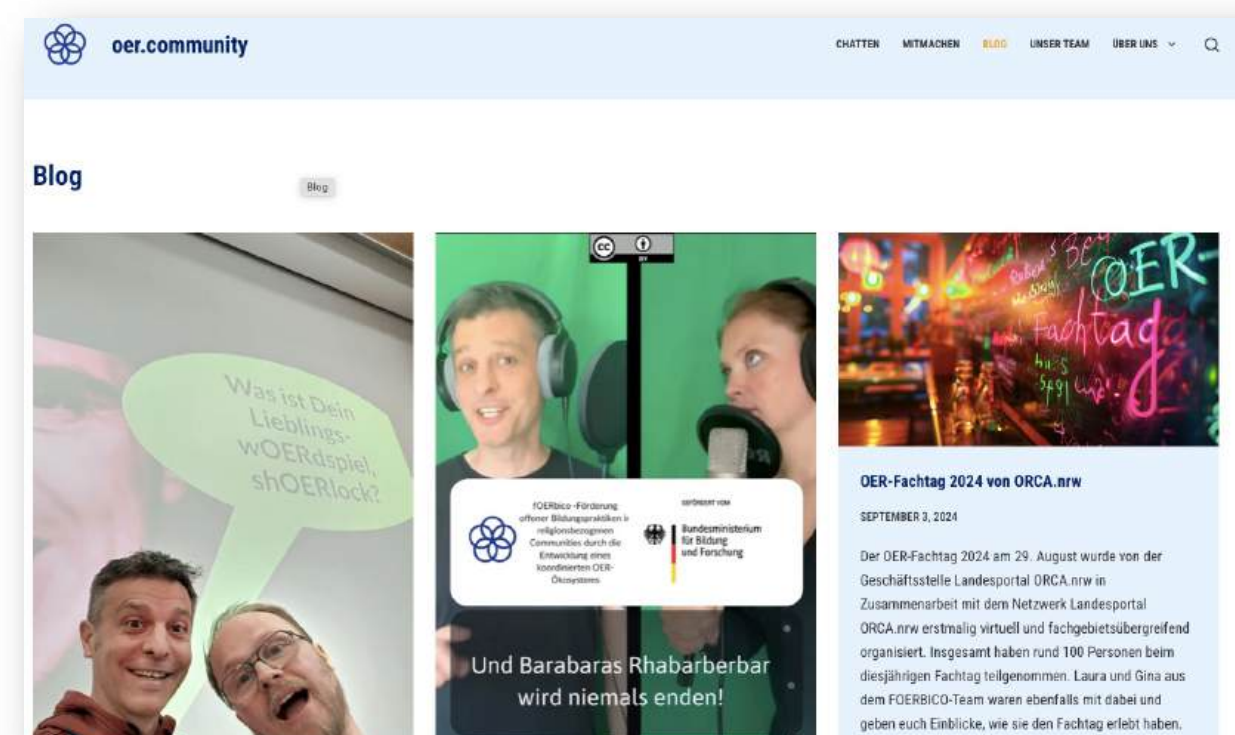 oer.community
CHATTEN MITMACHEN BLOG UNSER TEAM ÜBER UNS
Blog
Blog
Was ist Dein
Lieblings-
wOERdspiel,
shOERlock?
cc
BY
fOERbico -Förderung
offener Bildungspraktiken in
religionsbezogenen
Communities durch die
Entwicklung eines
koordinierten OER-
Ökosystems
GEFÖRDERT VOM
Bundesministerium
für Bildung
und Forschung
Und Barabaras Rhabarberbar
wird niemals enden!
OER-
Fachtag
OER-Fachtag 2024 von ORCA.nrw
SEPTEMBER 3, 2024
Der OER-Fachtag 2024 am 29. August wurde von der
Geschäftsstelle Landesportal ORCA.nrw in
Zusammenarbeit mit dem Netzwerk Landesportal
ORCA.nrw erstmalig virtuell und fachgebietsübergreifend
organisiert. Insgesamt haben rund 100 Personen beim
diesjährigen Fachtag teilgenommen. Laura und Gina aus
dem FOERBICO-Team waren ebenfalls mit dabei und
geben euch Einblicke, wie sie den Fachtag erlebt haben.